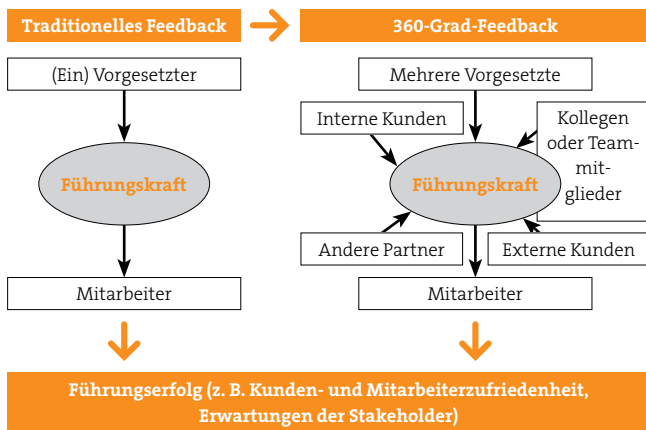 Traditionelles Feedback
360-Grad-Feedback
(Ein) Vorgesetzter
Führungskraft
Mitarbeiter
Mehrere Vorgesetzte
Interne Kunden
Kollegen
oder Team-
mit-
glieder
Führungskraft
Andere Partner
Externe Kunden
Mitarbeiter
Führungserfolg (z. B. Kunden- und Mitarbeiterzufriedenheit,
Erwartungen der Stakeholder)